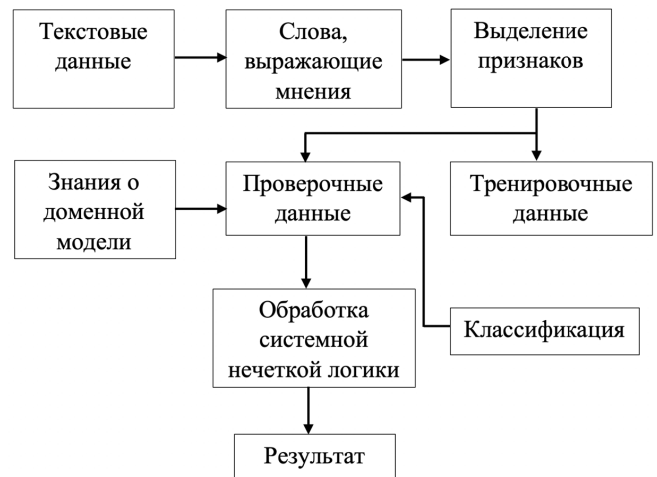 Текстовые
данные
Слова,
выражающие
мнения
Выделение
признаков
Знания о
доменной
модели
Проверочные
данные
Тренировочные
данные
Обработка
системной
нечеткой логики
Классификация
Результат